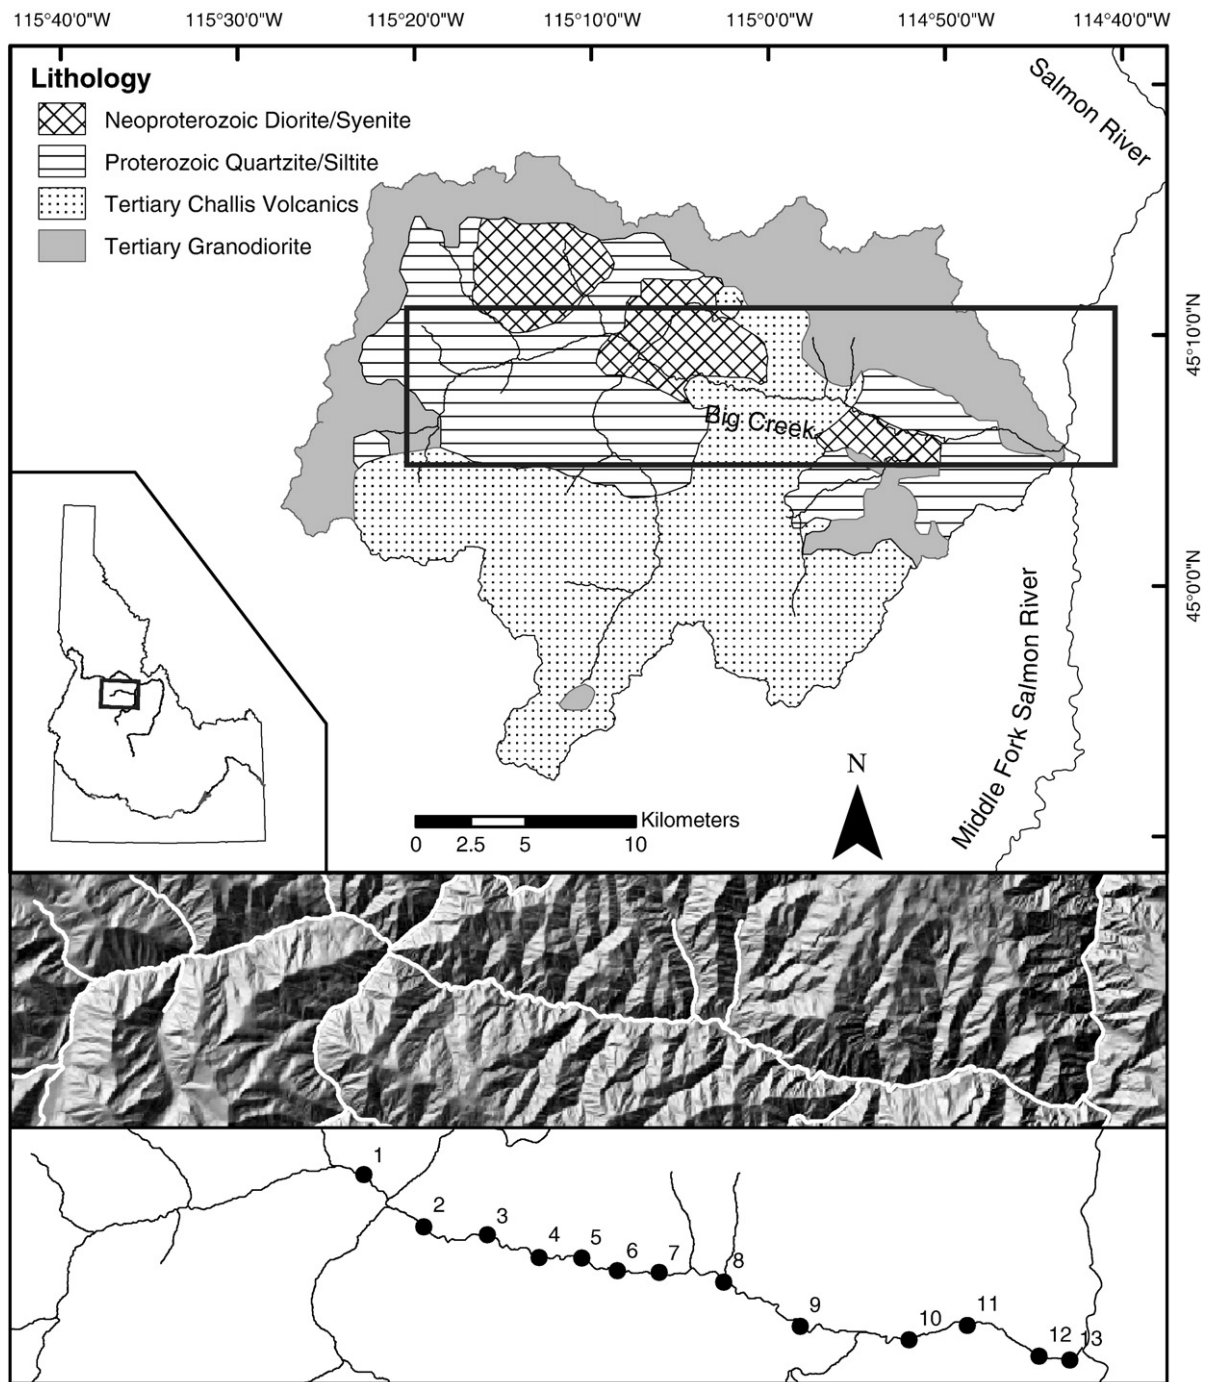 115°40'0"W 115°30'0"W 115°20'0"W 115°10'0"W 115°0'0"W 114°50'0"W 114°40'0"W
Lithology
Neoproterozoic Diorite/Syenite
Proterozoic Quartzite/Siltite
Tertiary Challis Volcanics
Tertiary Granodiorite
Salmon River
45°10'0"N
Big Creek
45°0'0"N
Middle Fork Salmon River
N
Kilometers
0 2.5 5 10
1
2
3
4
5
6
7
8
9
10
11
12
13